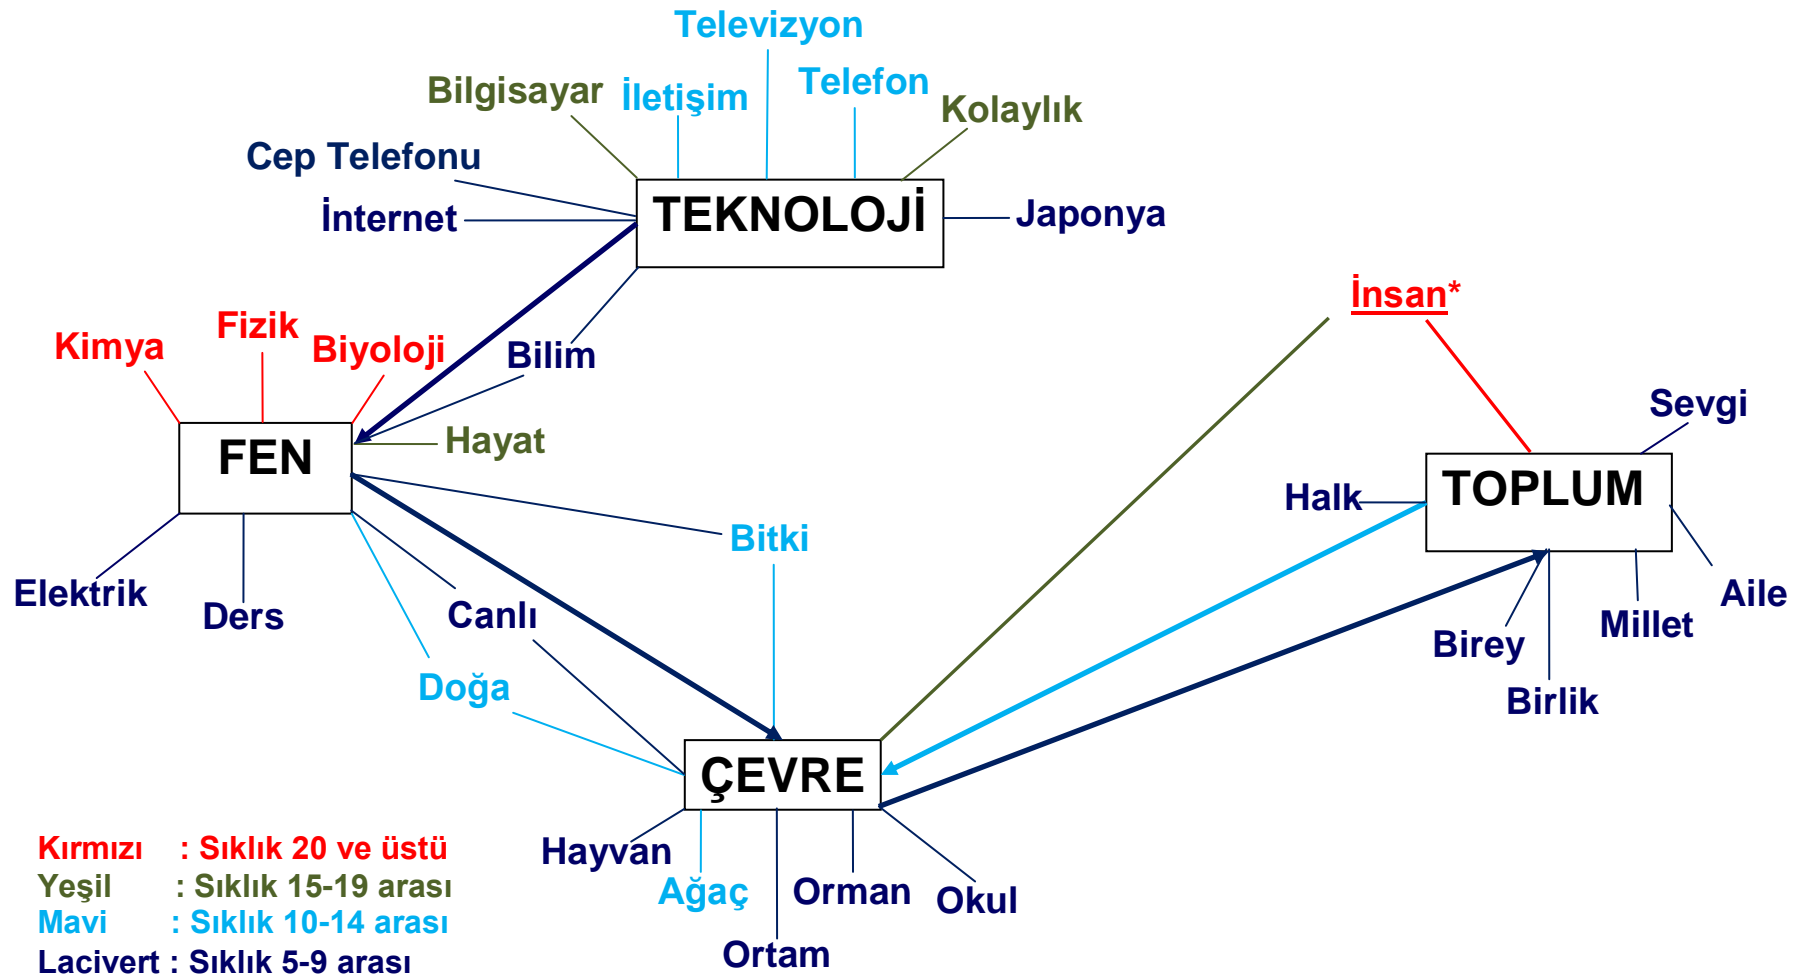 Televizyon
Bilgisayar
İletişim
Telefon
Kolaylık
Cep Telefonu
İnternet
TEKNOLOJİ
Japonya
İnsan*
Kimya
Fizik
Biyoloji
Bilim
Sevgi
FEN
Hayat
Halk
TOPLUM
Bitki
Elektrik
Ders
Canlı
Birey
Millet
Aile
Doğa
Birlik
ÇEVRE
Hayvan
Ağaç
Orman
Okul
Ortam
Kırmızı : Sıklık 20 ve üstü
Yeşil : Sıklık 15-19 arası
Mavi : Sıklık 10-14 arası
Lacivert : Sıklık 5-9 arası